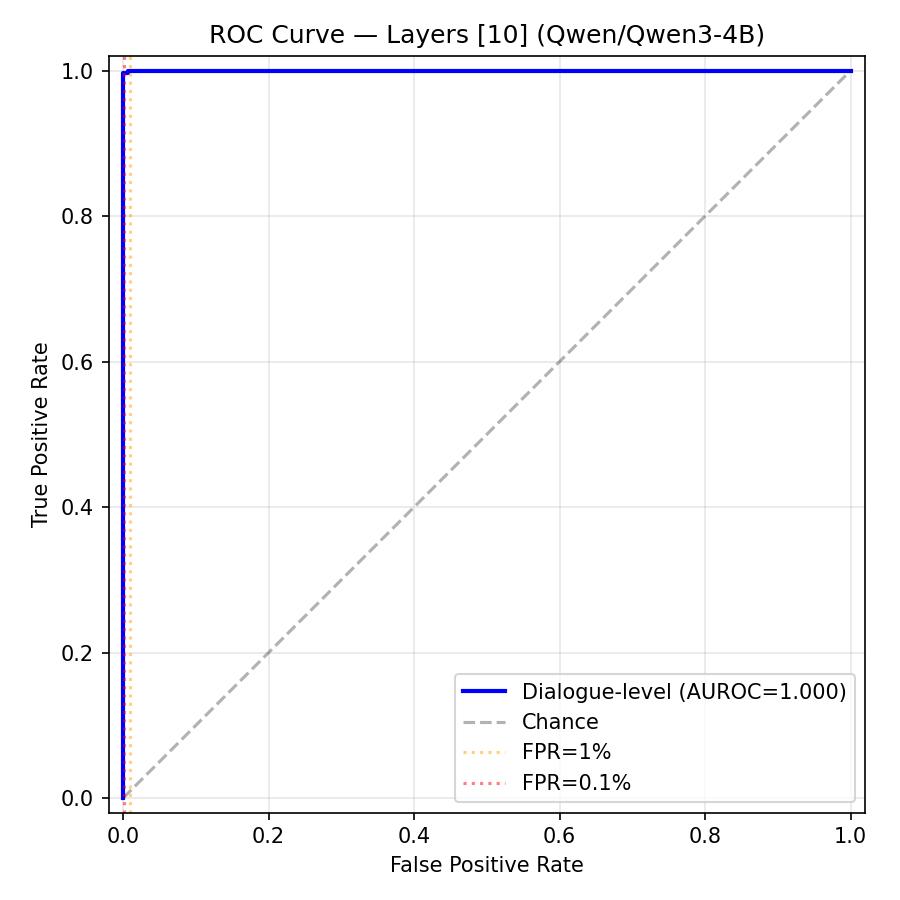 ROC Curve — Layers [10] (Qwen/Qwen3-4B)
True Positive Rate
1.0
0.8
0.6
0.4
0.2
0.0
0.0 0.2 0.4 0.6 0.8 1.0
False Positive Rate
Dialogue-level (AUROC=1.000)
Chance
FPR=1%
FPR=0.1%